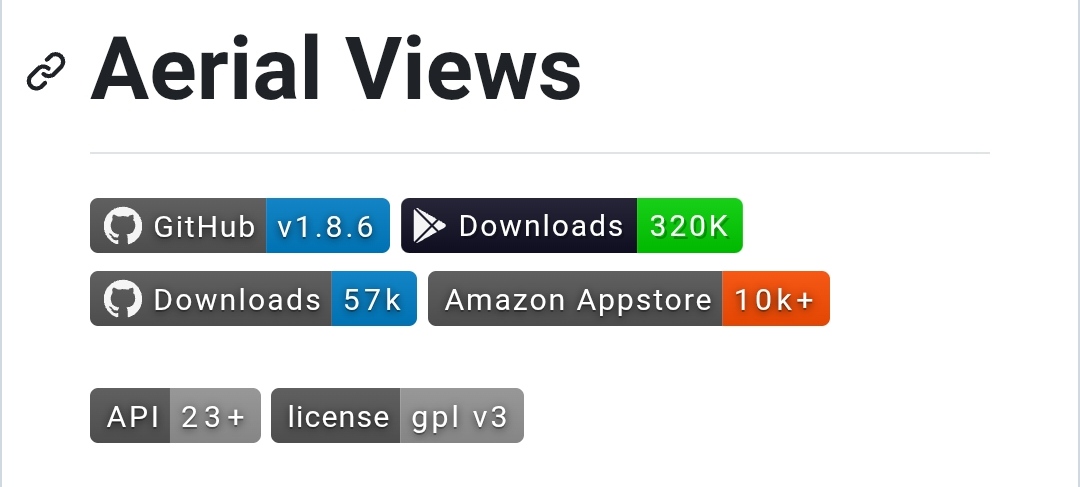 Aerial Views
GitHub v1.8.6 Downloads 320K
Downloads 57k Amazon Appstore 10k+
API 23+ license gpl v3